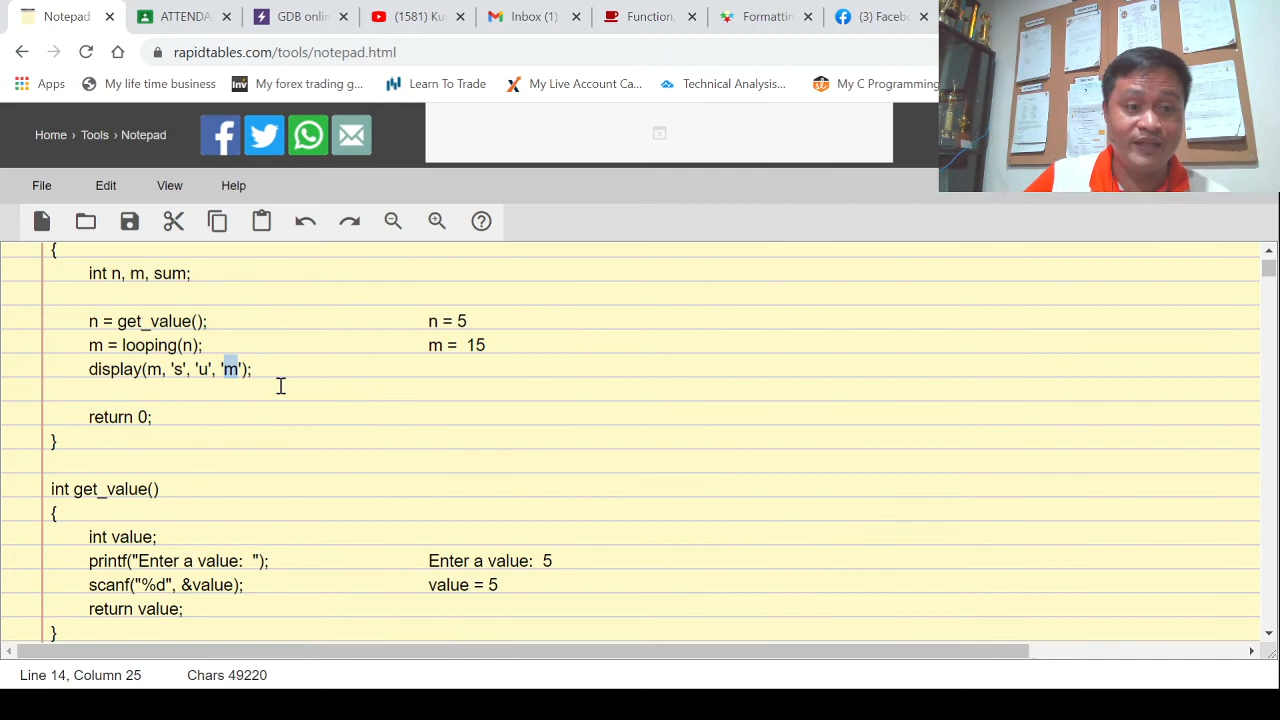 Notepad
ATTENDA
GDB onlin
(1581) Ku
Inbox (1)
Function,
Formattin
(3) Faceb
rapidtables.com/tools/notepad.html
Apps
My life time business
My forex trading g...
Learn To Trade
My Live Account Ca...
Technical Analysis...
My C Programming
Home › Tools › Notepad
File Edit View Help
{
int n, m, sum;
n = get_value(); n = 5
m = looping(n); m = 15
display(m, 's', 'u', 'm');
return 0;
}
int get_value()
{
int value;
printf("Enter a value: "); Enter a value: 5
scanf("%d", &value); value = 5
return value;
}
Line 14, Column 25 Chars 49220